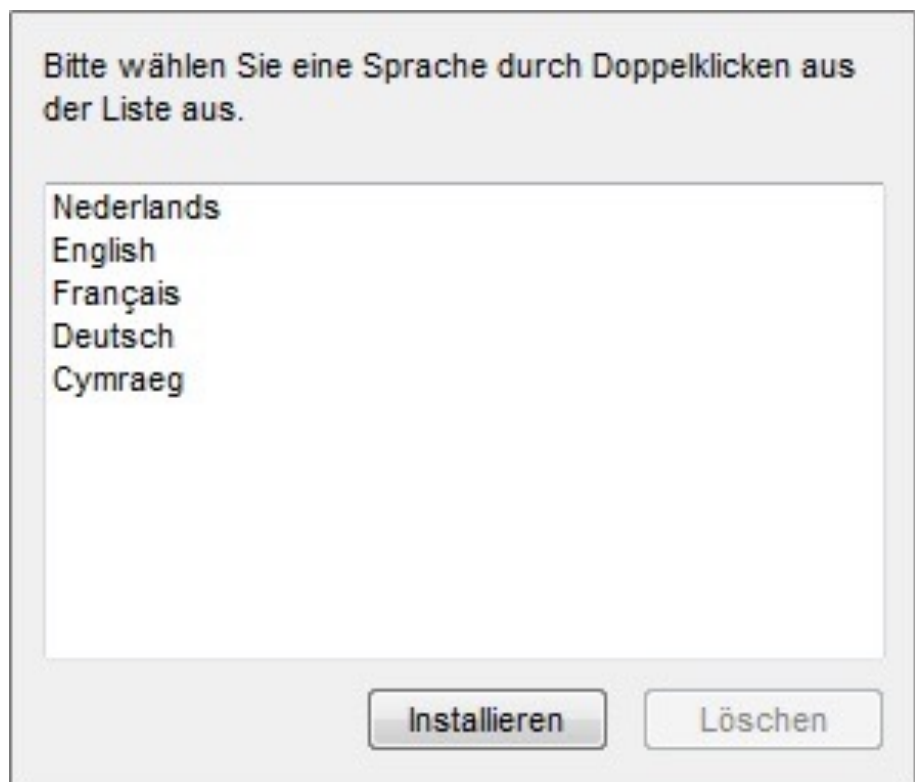 Bitte wählen Sie eine Sprache durch Doppelklicken aus
der Liste aus.
Nederlands
English
Français
Deutsch
Cymraeg
Installieren
Löschen